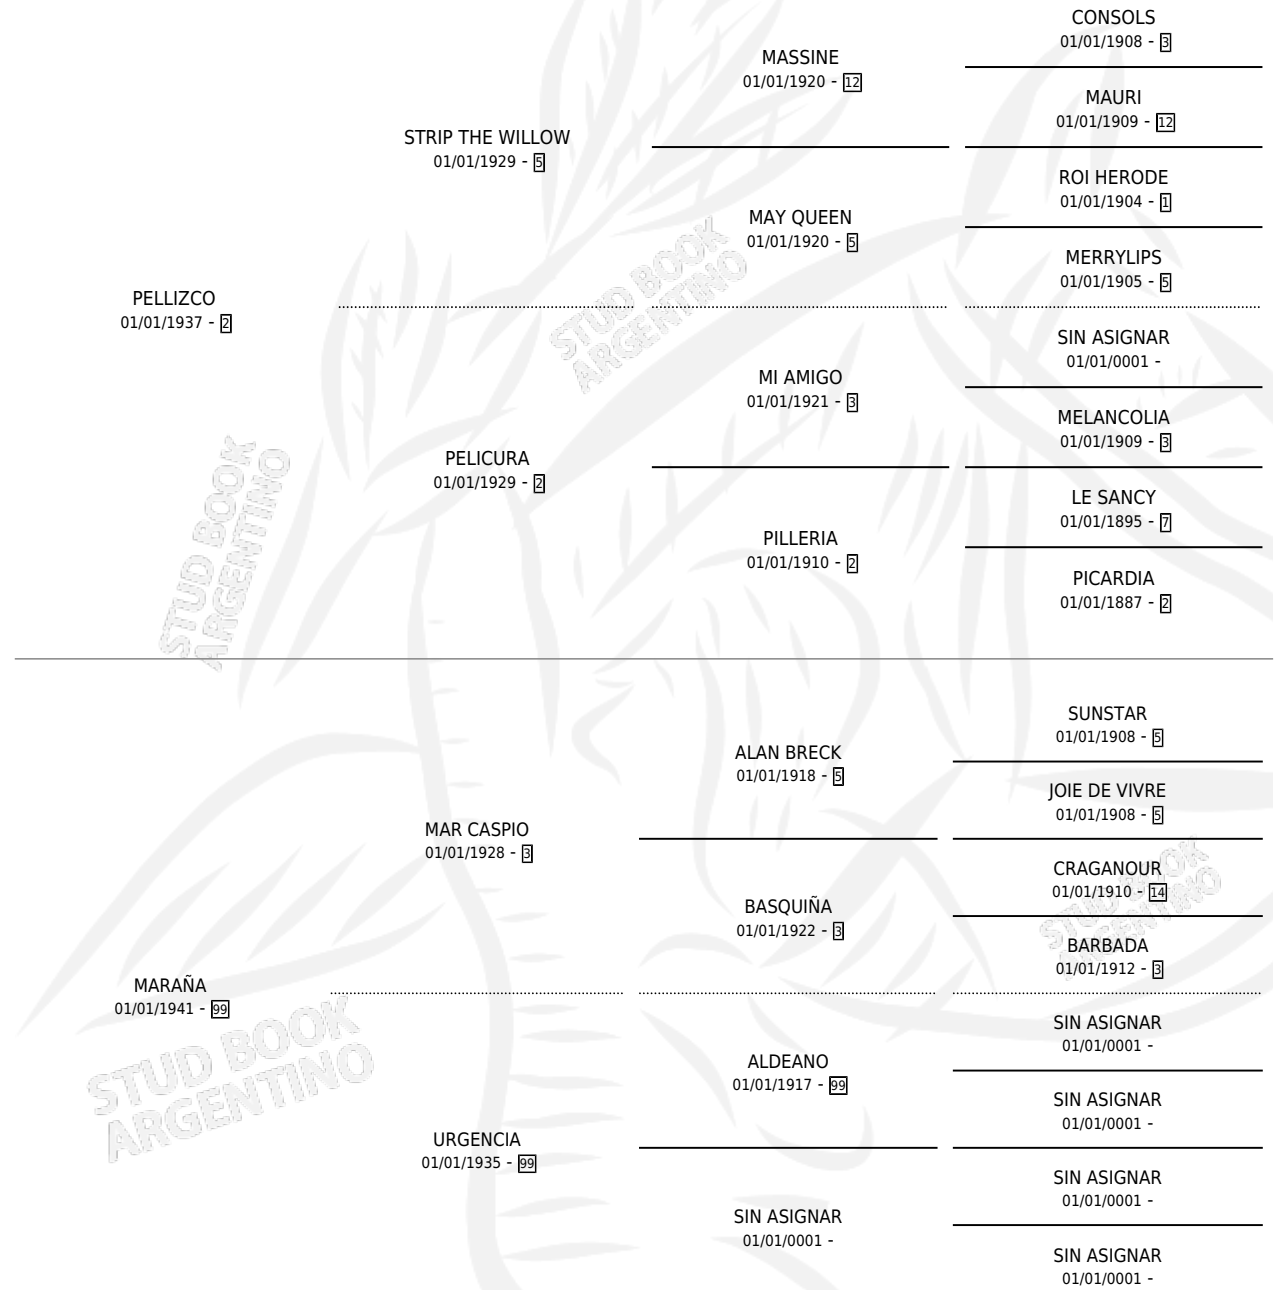 CONSOLS
01/01/1908 - 3
MASSINE
01/01/1920 - 12
MAURI
01/01/1909 - 12
STRIP THE WILLOW
01/01/1929 - 5
ROI HERODE
01/01/1904 - 1
MAY QUEEN
01/01/1920 - 5
MERRYLIPS
01/01/1905 - 5
PELLIZCO
01/01/1937 - 2
SIN ASIGNAR
01/01/0001 -
MI AMIGO
01/01/1921 - 3
MELANCOLIA
01/01/1909 - 3
PELICURA
01/01/1929 - 2
LE SANCY
01/01/1895 - 7
PILLERIA
01/01/1910 - 2
PICARDIA
01/01/1887 - 2
SUNSTAR
01/01/1908 - 5
ALAN BRECK
01/01/1918 - 5
JOIE DE VIVRE
01/01/1908 - 5
MAR CASPIO
01/01/1928 - 3
CRAGANOUR
01/01/1910 - 14
BASQUIÑA
01/01/1922 - 3
BARBADA
01/01/1912 - 3
MARAÑA
01/01/1941 - 99
SIN ASIGNAR
01/01/0001 -
ALDEANO
01/01/1917 - 99
SIN ASIGNAR
01/01/0001 -
URGENCIA
01/01/1935 - 99
SIN ASIGNAR
01/01/0001 -
SIN ASIGNAR
01/01/0001 -
SIN ASIGNAR
01/01/0001 -
STUD BOOK
ARGENTINO
STUD BOOK
ARGENTINO
STUD BOOK
ARGENTINO
STUD BOOK
ARGENTINO